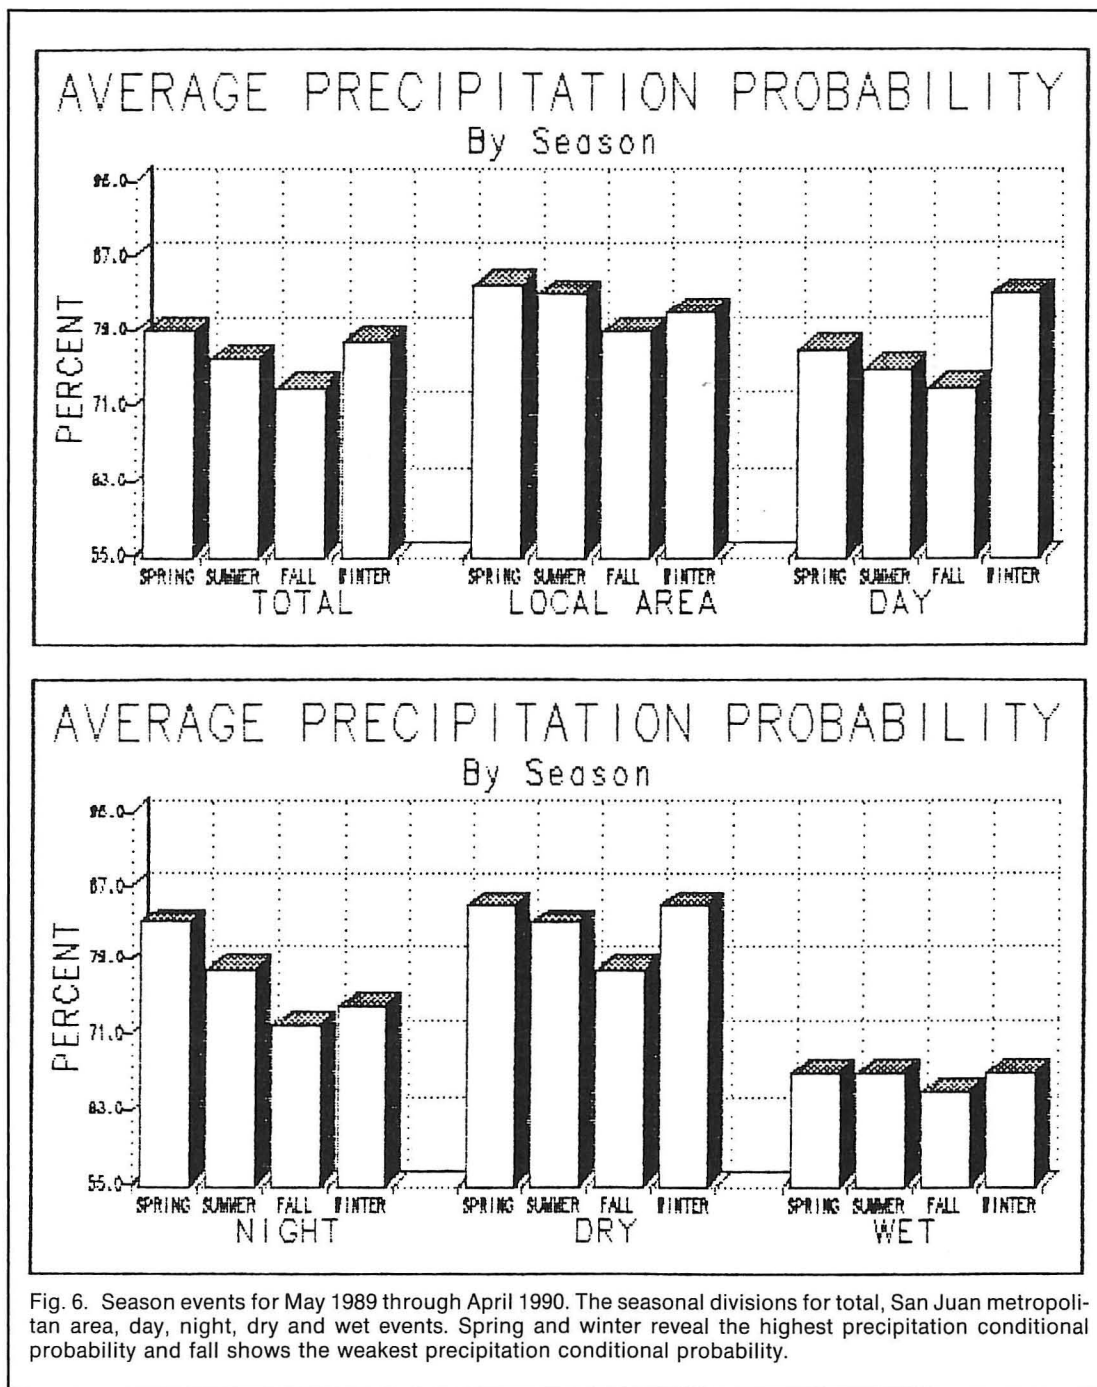 AVERAGE PRECIPITATION PROBABILITY
By Season
PERCENT
95.0
87.0
79.0
71.0
63.0
55.0
SPRING SUMMER FALL WINTER SPRING SUMMER FALL WINTER SPRING SUMMER FALL WINTER
TOTAL LOCAL AREA DAY
AVERAGE PRECIPITATION PROBABILITY
By Season
PERCENT
95.0
87.0
79.0
71.0
63.0
55.0
SPRING SUMMER FALL WINTER SPRING SUMMER FALL WINTER SPRING SUMMER FALL WINTER
NIGHT DRY WET
Fig. 6. Season events for May 1989 through April 1990. The seasonal divisions for total, San Juan metropoli-
tan area, day, night, dry and wet events. Spring and winter reveal the highest precipitation conditional
probability and fall shows the weakest precipitation conditional probability.